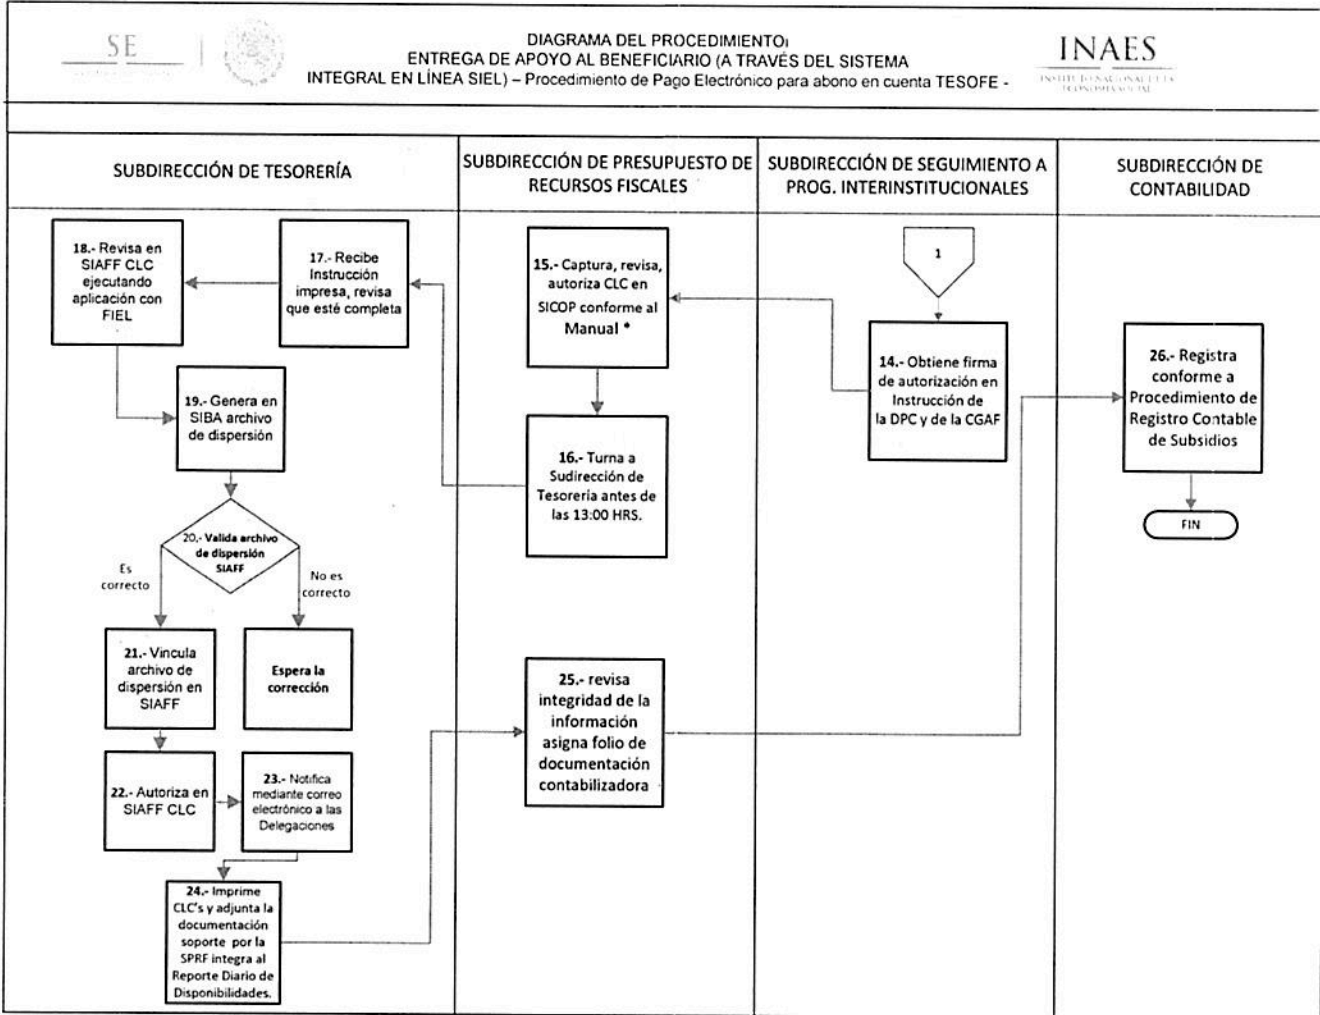 SE
DIAGRAMA DEL PROCEDIMIENTO:
ENTREGA DE APOYO AL BENEFICIARIO (A TRAVÉS DEL SISTEMA
INTEGRAL EN LÍNEA SIEL) – Procedimiento de Pago Electrónico para abono en cuenta TESOFE -
INAES
INSTITUTO NACIONAL DE LA
ECONOMÍA SOCIAL
SUBDIRECCIÓN DE TESORERÍA
SUBDIRECCIÓN DE PRESUPUESTO DE
RECURSOS FISCALES
SUBDIRECCIÓN DE SEGUIMIENTO A
PROG. INTERINSTITUCIONALES
SUBDIRECCIÓN DE
CONTABILIDAD
18.- Revisa en
SIAFF CLC
ejecutando
aplicación con
FIEL
17.- Recibe
Instrucción
impresa, revisa
que esté completa
15.- Captura, revisa,
autoriza CLC en
SICOP conforme al
Manual *
1
14.- Obtiene firma
de autorización en
Instrucción de
la DPC y de la CGAF
26.- Registra
conforme a
Procedimiento de
Registro Contable
de Subsidios
19.- Genera en
SIBA archivo
de dispersión
16.- Turna a
Sudirección de
Tesorería antes de
las 13:00 HRS.
FIN
20.- Valida archivo
de dispersión
SIAFF
Es
correcto
No es
correcto
21.- Vincula
archivo de
dispersión en
SIAFF
Espera la
corrección
25.- revisa
integridad de la
información
asigna folio de
documentación
contabilizadora
22.- Autoriza en
SIAFF CLC
23.- Notifica
mediante correo
electrónico a las
Delegaciones
24.- Imprime
CLC's y adjunta la
documentación
soporte por la
SPRF integra al
Reporte Diario de
Disponibilidades.